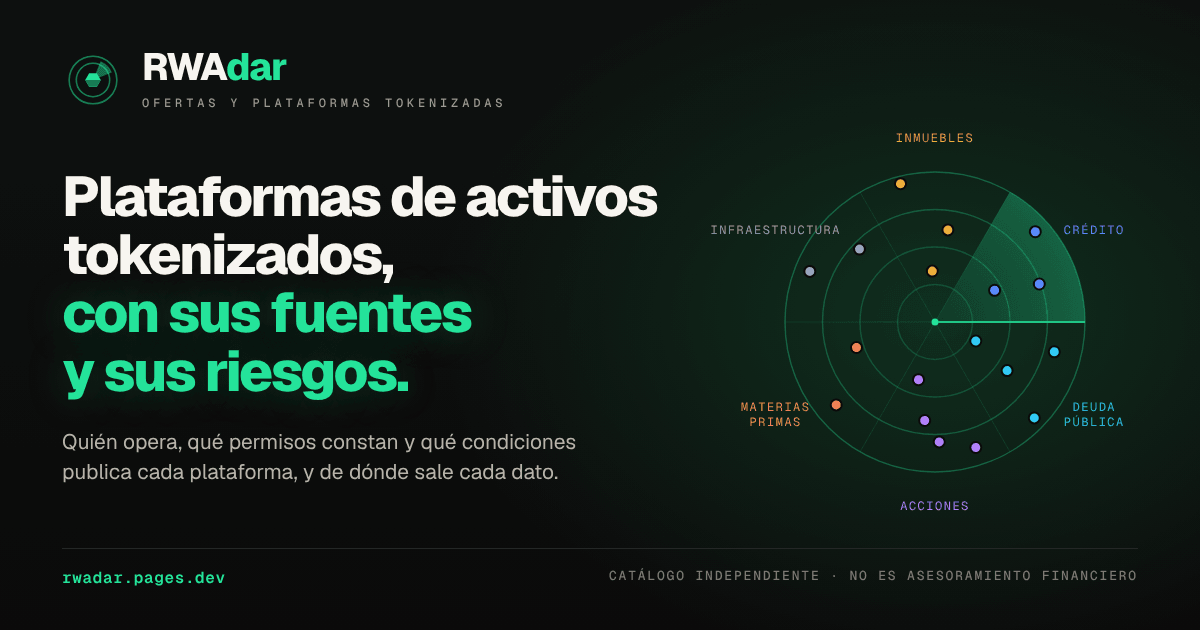 RWAdar
OFERTAS Y PLATAFORMAS TOKENIZADAS
Plataformas de activos
tokenizados,
con sus fuentes
y sus riesgos.
Quién opera, qué permisos constan y qué condiciones
publica cada plataforma, y de dónde sale cada dato.
INMUEBLES
INFRAESTRUCTURA
CRÉDITO
MATERIAS
PRIMAS
DEUDA
PÚBLICA
ACCIONES
rwadar.pages.dev
CATÁLOGO INDEPENDIENTE · NO ES ASESORAMIENTO FINANCIERO